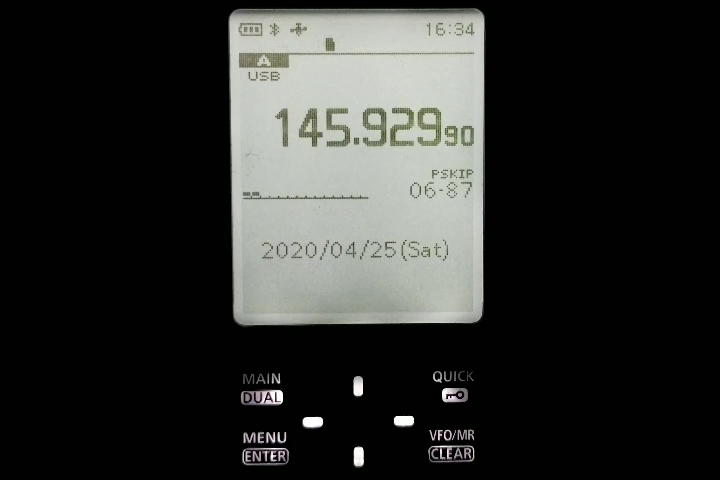 16:34
A
USB
145.929 90
PSKIP
06-87
2020/04/25(Sat)
MAIN QUICK
DUAL
MENU VFO/MR
ENTER CLEAR